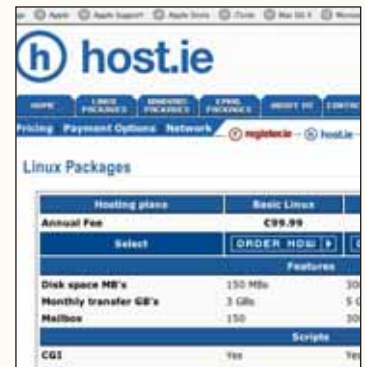 Apple Apple Support Apple Store iTunes Mac OS X
h host.ie
HOME LINUX PACKAGES WINDOWS PACKAGES EMAIL PACKAGES ABOUT US
Pricing Payment Options Network register.ie host.ie
Linux Packages
Hosting plans Basic Linux
Annual Fee €99.99
Select ORDER NOW
Features
Disk space MB's 150 MBs
Monthly transfer GB's 3 GBs
Mailbox 150
Scripts
CGI Yes Yes